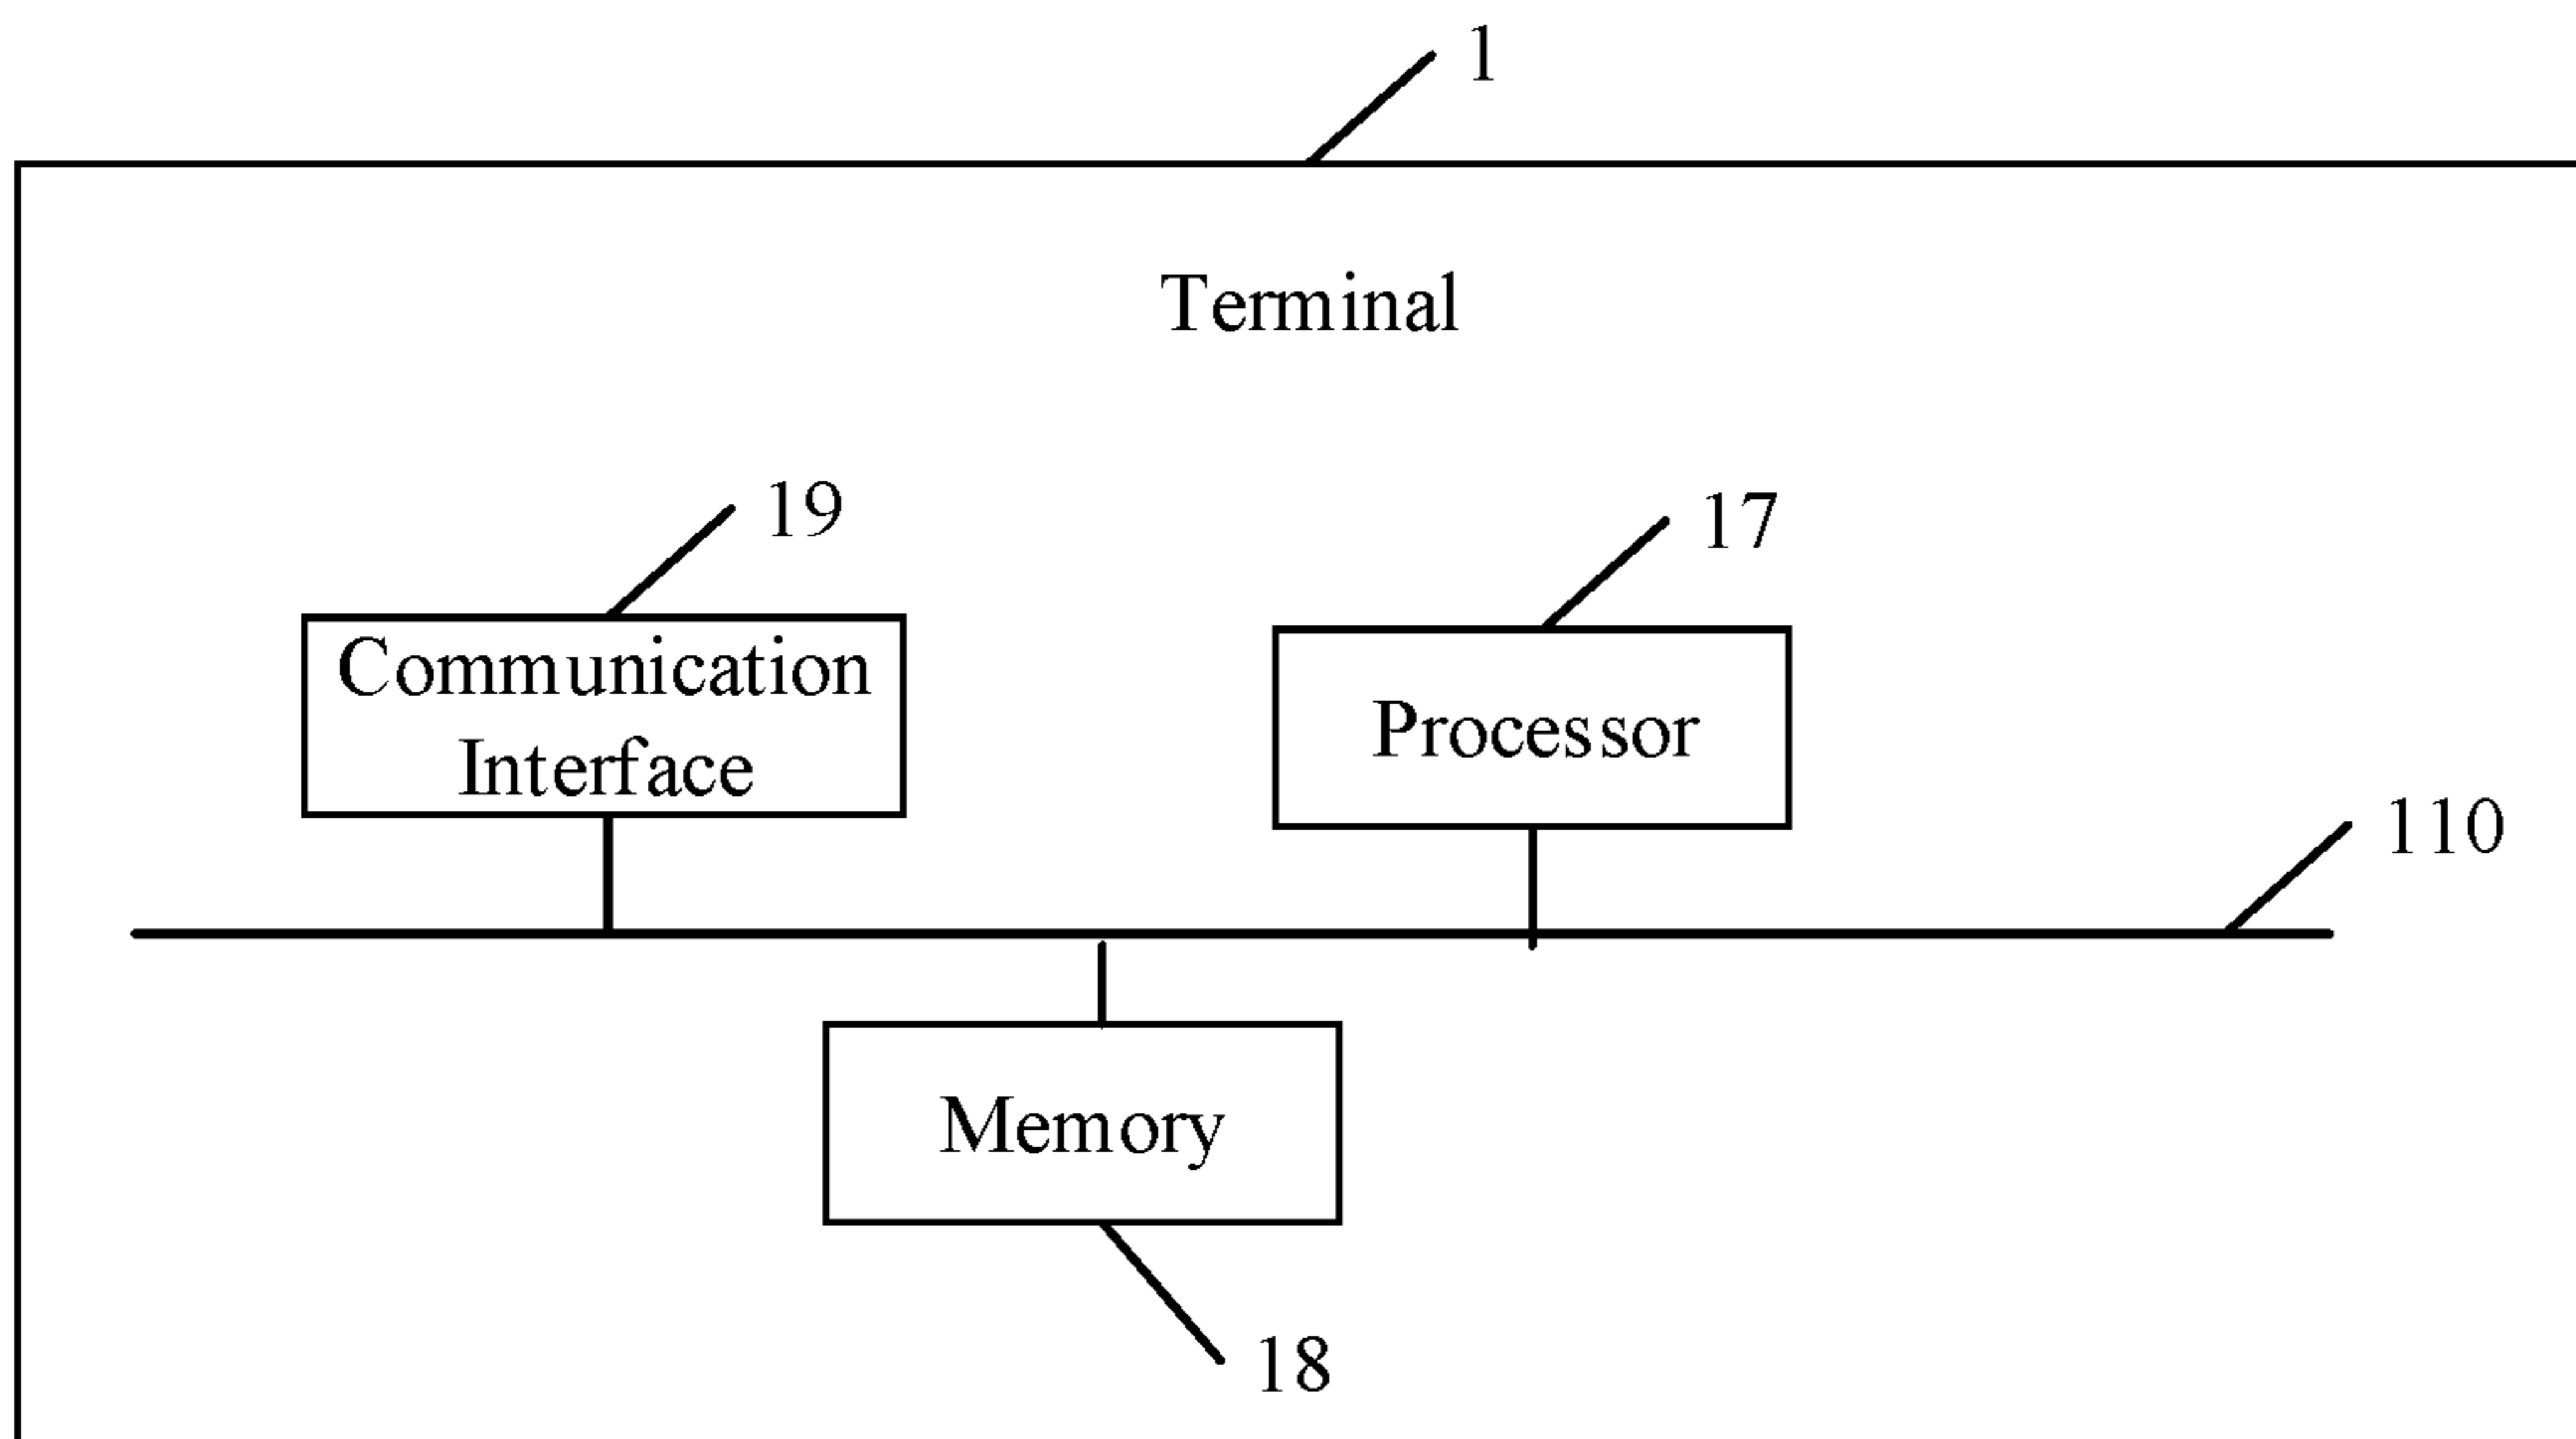 1
Terminal
19
17
Communication
Interface
Processor
110
Memory
18